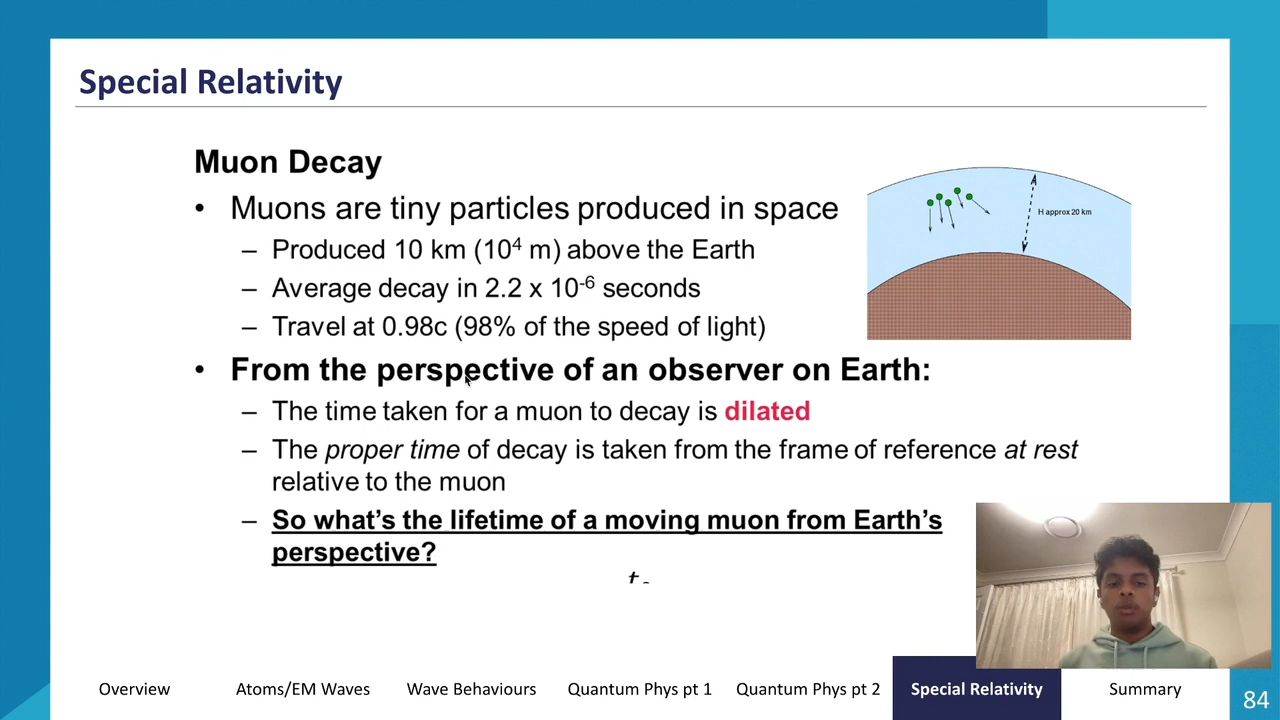 Special Relativity
Muon Decay
• Muons are tiny particles produced in space
– Produced 10 km (10⁴ m) above the Earth
– Average decay in 2.2 x 10⁻⁶ seconds
– Travel at 0.98c (98% of the speed of light)
H approx 20 km
• From the perspective of an observer on Earth:
– The time taken for a muon to decay is dilated
– The proper time of decay is taken from the frame of reference at rest
relative to the muon
– So what’s the lifetime of a moving muon from Earth’s
perspective?
Overview Atoms/EM Waves Wave Behaviours Quantum Phys pt 1 Quantum Phys pt 2 Special Relativity Summary
84